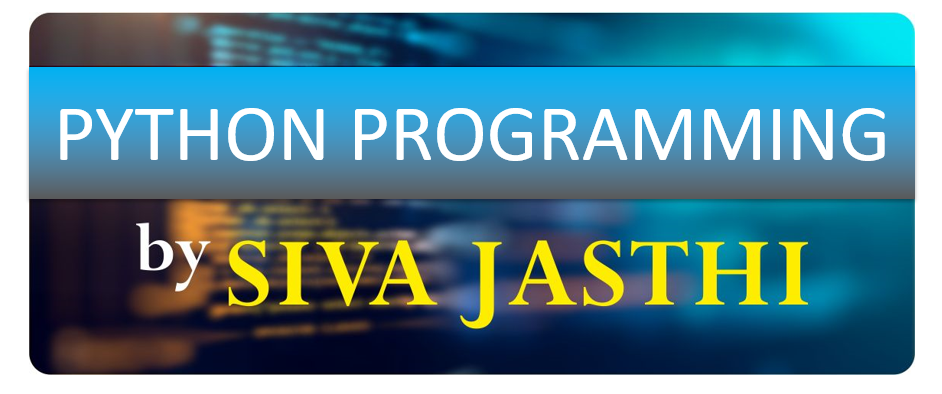 PYTHON PROGRAMMING
by SIVA JASTHI